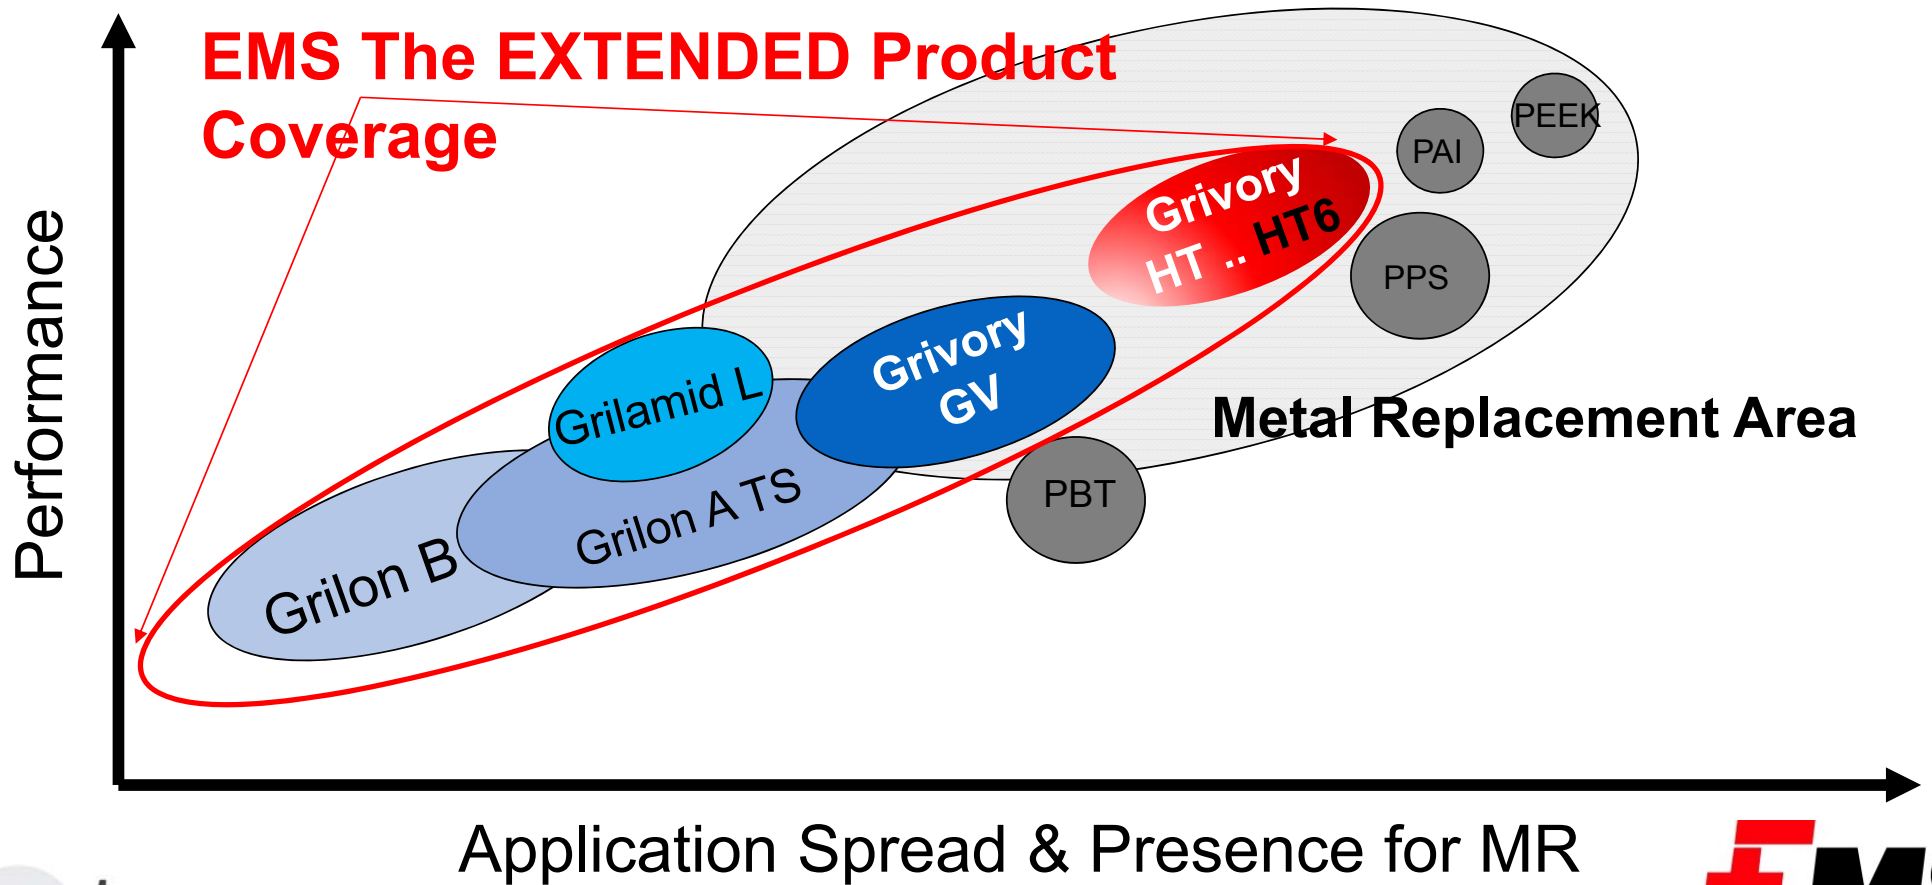 EMS The EXTENDED Product
Coverage
PEEK
PAI
Grivory
HT .. HT6
PPS
Grivory
GV
Grilamid L
Metal Replacement Area
Grilon A TS
PBT
Grilon B
Performance
Application Spread & Presence for MR